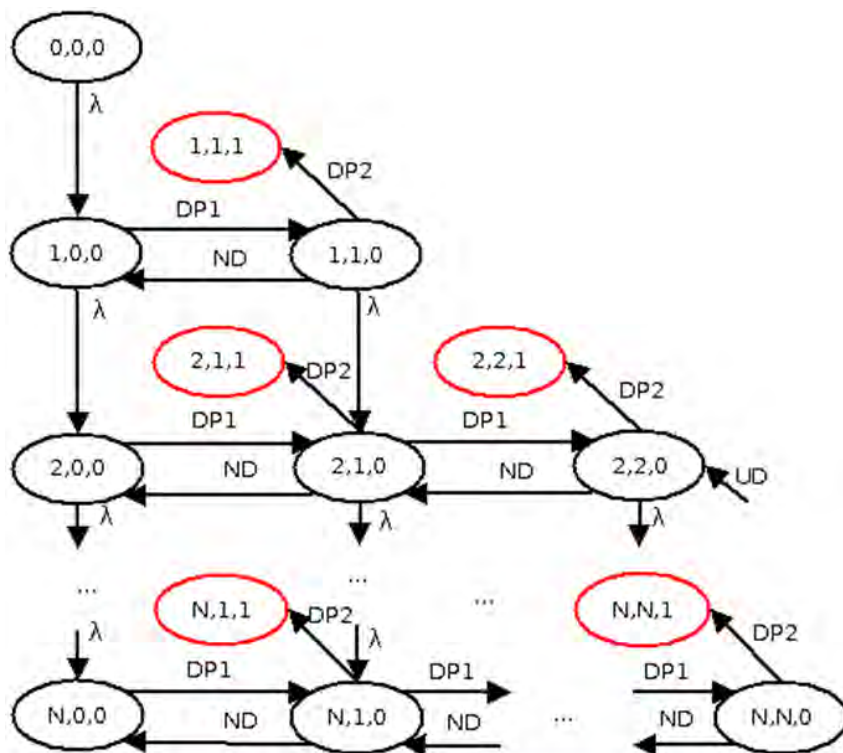 0,0,0
λ
1,1,1
DP2
DP1
1,0,0
ND
1,1,0
λ
λ
2,1,1
DP2
2,2,1
DP2
DP1
DP1
2,0,0
ND
2,1,0
ND
2,2,0
UD
λ
λ
λ
...
...
...
N,1,1
DP2
N,N,1
DP2
λ
λ
DP1
DP1
DP1
N,0,0
ND
N,1,0
ND
...
ND
N,N,0